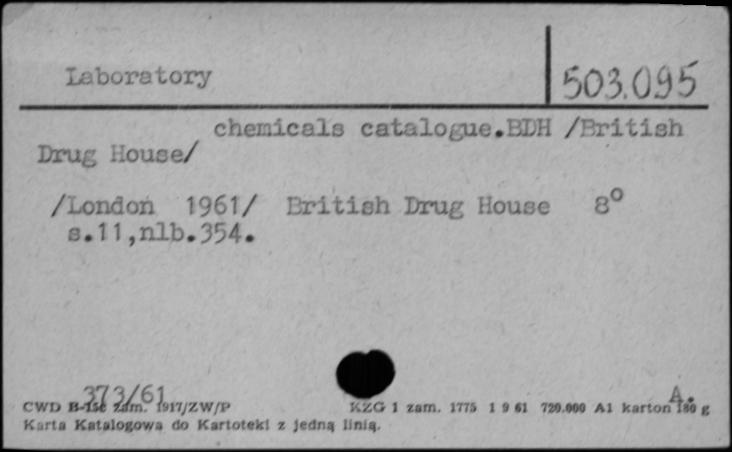 Laboratory
503.095
chemicals catalogue.BDH /British
Drug House/
/London 1961/ British Drug House 8°
s.11,nlb.354.
373/61
A.
CWD B-15c zam. 1917/ZW/P KZG 1 zam. 1775 1 9 61 720.000 A1 karton 180 g
Karta Katalogowa do Kartoteki z jedną linią.